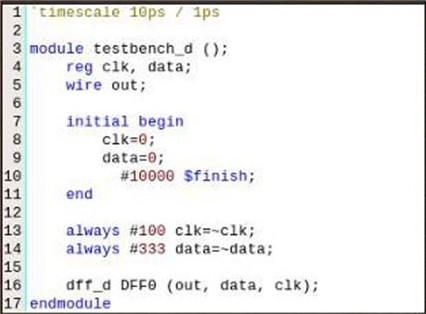 1 `timescale 10ps / 1ps
2
3 module testbench_d ();
4     reg clk, data;
5     wire out;
6
7     initial begin
8         clk=0;
9         data=0;
10          #10000 $finish;
11    end
12
13    always #100 clk=~clk;
14    always #333 data=~data;
15
16    dff_d DFF0 (out, data, clk);
17 endmodule